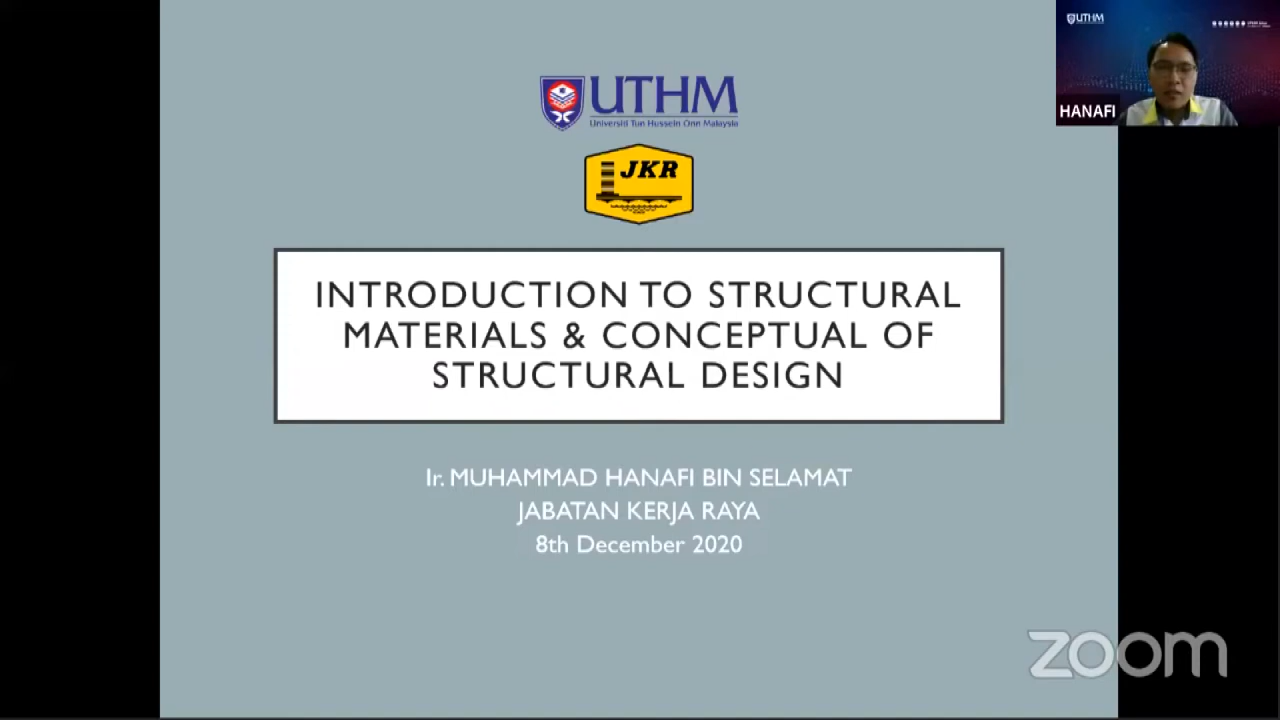 UTHM
Universiti Tun Hussein Onn Malaysia
JKR
INTRODUCTION TO STRUCTURAL
MATERIALS & CONCEPTUAL OF
STRUCTURAL DESIGN
Ir. MUHAMMAD HANAFI BIN SELAMAT
JABATAN KERJA RAYA
8th December 2020
UTHM
HANAFI
zoom